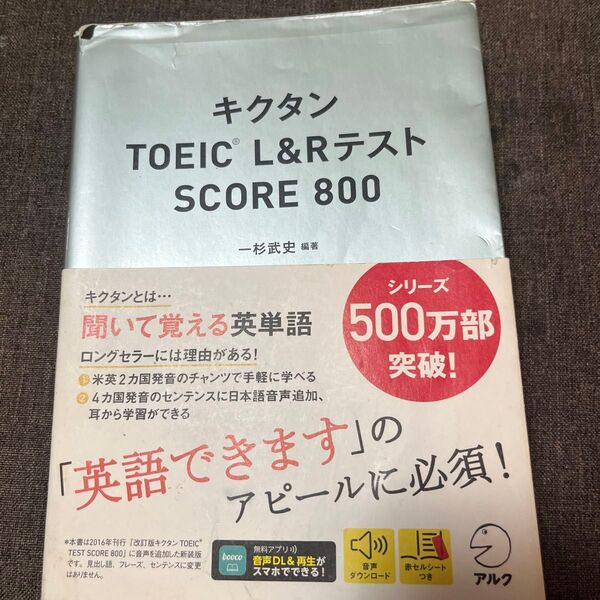 キクタン
TOEIC® L&Rテスト
SCORE 800
一杉武史 編著
キクタンとは…
聞いて覚える英単語
ロングセラーには理由がある!
1 米英2カ国発音のチャンツで手軽に学べる
2 4カ国発音のセンテンスに日本語音声追加、
耳から学習ができる
シリーズ
500万部
突破!
「英語できます」の
アピールに必須!
*本書は2016年刊行『改訂版キクタン TOEIC®
TEST SCORE 800』に音声を追加した新装版
です。見出し語、フレーズ、センテンスに変更
はありません。
booco
無料アプリ
音声DL&再生が
スマホでできる!
音声
ダウンロード
赤セルシート
つき
アルク